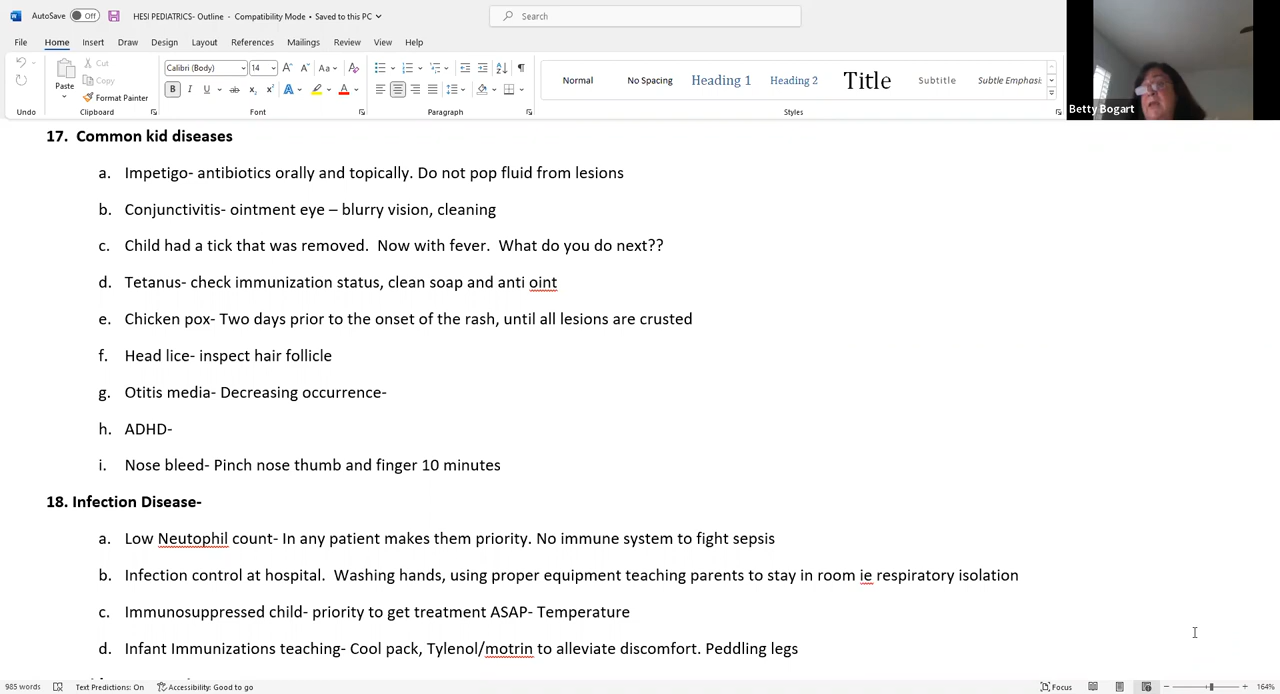 AutoSave Off HESI PEDIATRICS- Outline - Compatibility Mode • Saved to this PC Search
File Home Insert Draw Design Layout References Mailings Review View Help
Cut
Copy
Paste
Format Painter
Calibri (Body) 14
Normal No Spacing Heading 1 Heading 2 Title Subtitle Subtle Emphasi
Undo Clipboard Font Paragraph Styles
Betty Bogart
17. Common kid diseases
a. Impetigo- antibiotics orally and topically. Do not pop fluid from lesions
b. Conjunctivitis- ointment eye – blurry vision, cleaning
c. Child had a tick that was removed. Now with fever. What do you do next??
d. Tetanus- check immunization status, clean soap and anti oint
e. Chicken pox- Two days prior to the onset of the rash, until all lesions are crusted
f. Head lice- inspect hair follicle
g. Otitis media- Decreasing occurrence-
h. ADHD-
i. Nose bleed- Pinch nose thumb and finger 10 minutes
18. Infection Disease-
a. Low Neutophil count- In any patient makes them priority. No immune system to fight sepsis
b. Infection control at hospital. Washing hands, using proper equipment teaching parents to stay in room ie respiratory isolation
c. Immunosuppressed child- priority to get treatment ASAP- Temperature
d. Infant Immunizations teaching- Cool pack, Tylenol/motrin to alleviate discomfort. Peddling legs
985 words Text Predictions: On Accessibility: Good to go Focus 164%